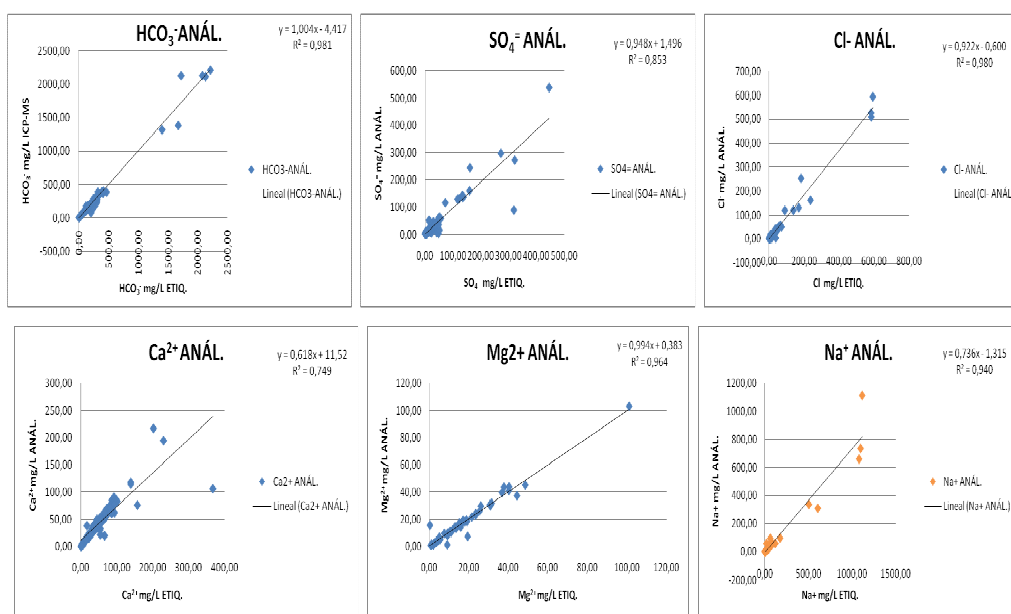 HCO3- ANÁL.
y = 1,004x - 4,417
R² = 0,981
2500,00
2000,00
1500,00
1000,00
500,00
0,00
-500,00
HCO3- mg/L ICP-MS
0,00
500,00
1000,00
1500,00
2000,00
2500,00
HCO3- mg/L ETIQ.
HCO3-ANÁL.
Lineal (HCO3-ANÁL.)
SO4= ANÁL.
y = 0,948x + 1,496
R² = 0,853
600,00
500,00
400,00
300,00
200,00
100,00
0,00
SO4= mg/L ANÁL.
0,00 100,00 200,00 300,00 400,00 500,00
SO4 mg/L ETIQ.
SO4= ANÁL.
Lineal (SO4= ANÁL.)
Cl- ANÁL.
y = 0,922x - 0,600
R² = 0,980
700,00
600,00
500,00
400,00
300,00
200,00
100,00
0,00
-100,00
Cl- mg/L ANÁL.
0,00 200,00 400,00 600,00 800,00
Cl mg/L ETIQ.
Cl- ANÁL.
Lineal (Cl- ANÁL.)
Ca2+ ANÁL.
y = 0,618x + 11,52
R² = 0,749
300,00
250,00
200,00
150,00
100,00
50,00
0,00
Ca2+ mg/L ANÁL.
0,00 100,00 200,00 300,00 400,00
Ca2+ mg/L ETIQ.
Ca2+ ANÁL.
Lineal (Ca2+ ANÁL.)
Mg2+ ANÁL.
y = 0,994x + 0,383
R² = 0,964
120,00
100,00
80,00
60,00
40,00
20,00
0,00
Mg2+ mg/L ANÁL.
0,00 20,00 40,00 60,00 80,00 100,00 120,00
Mg2+ mg/L ETIQ.
Mg2+ ANÁL.
Lineal (Mg2+ ANÁL.)
Na+ ANÁL.
y = 0,736x - 1,315
R² = 0,940
1200,00
1000,00
800,00
600,00
400,00
200,00
0,00
-200,00
Na+ mg/L ANÁL.
0,00 500,00 1000,00 1500,00
Na+ mg/L ETIQ.
Na+ ANÁL.
Lineal (Na+ ANÁL.)